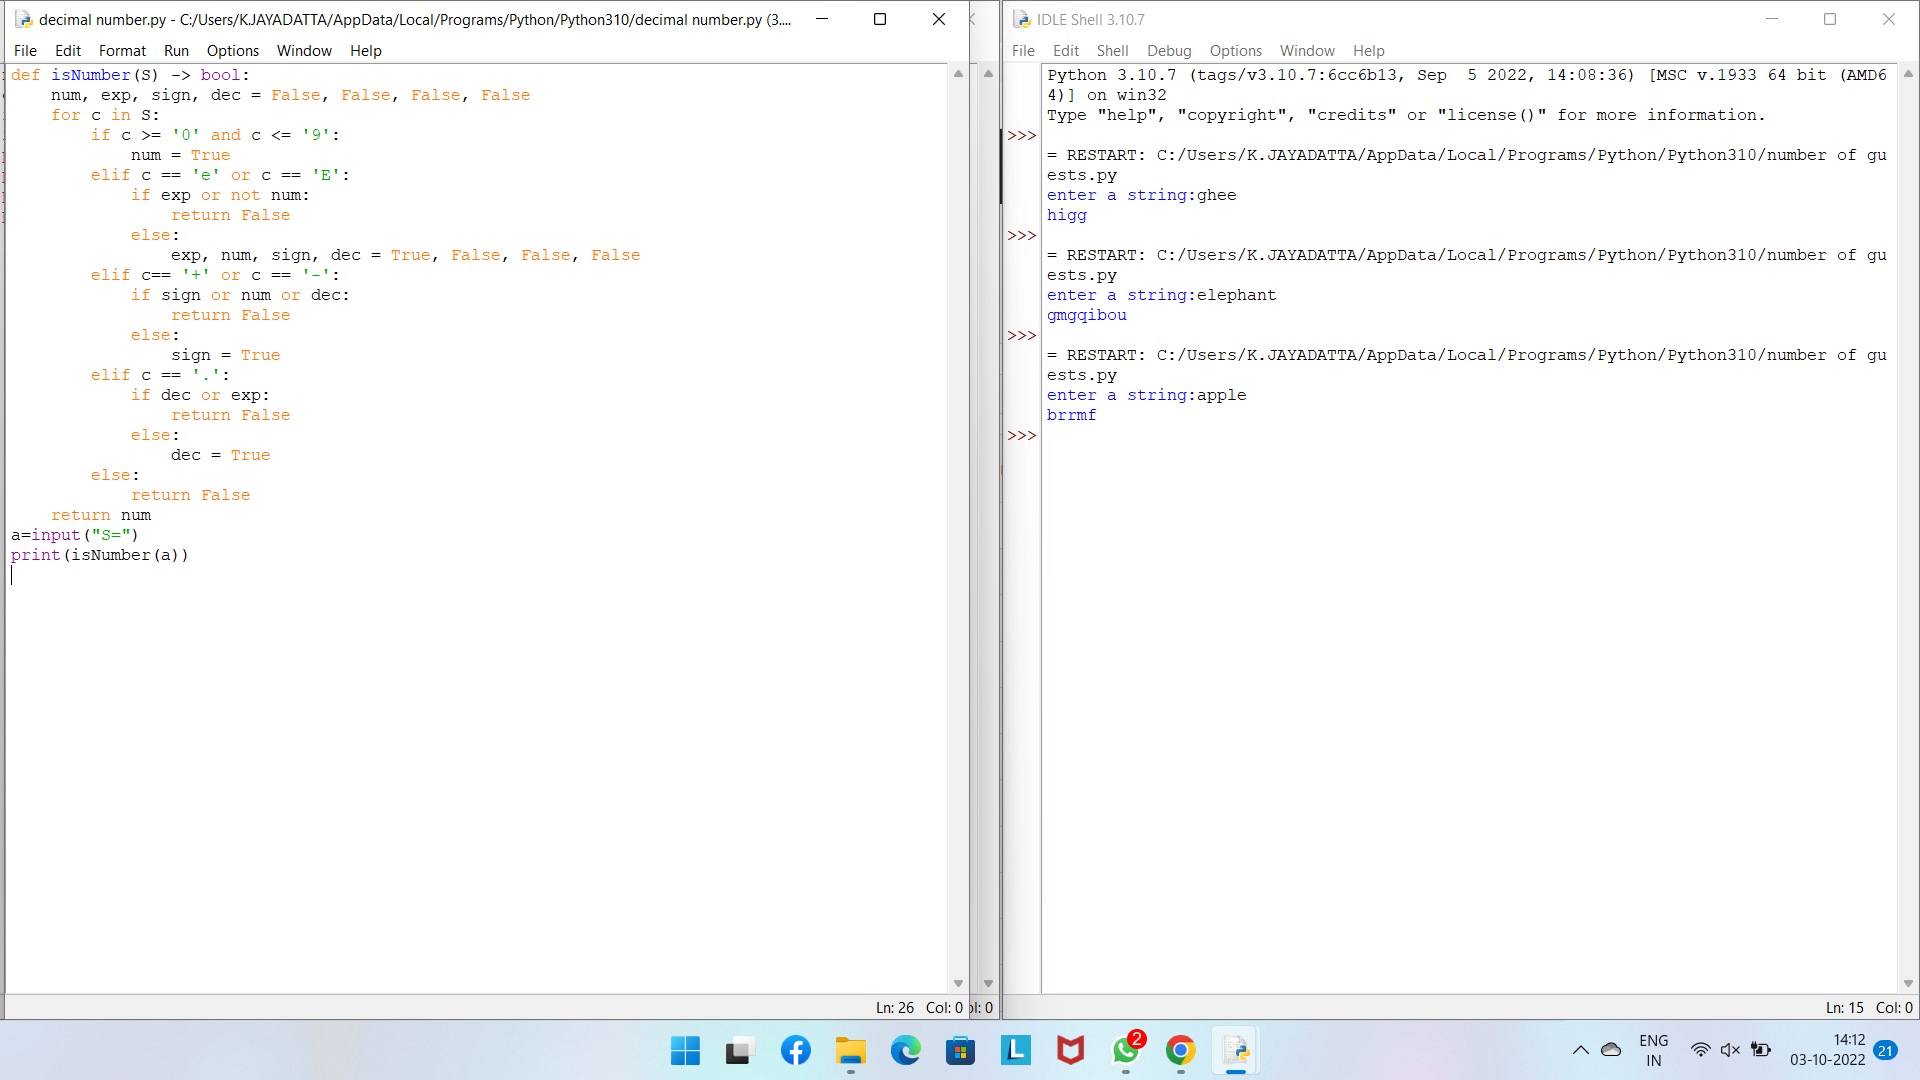 decimal number.py - C:/Users/K.JAYADATTA/AppData/Local/Programs/Python/Python310/decimal number.py (3....
File Edit Format Run Options Window Help
def isNumber(S) -> bool:
    num, exp, sign, dec = False, False, False, False
    for c in S:
        if c >= '0' and c <= '9':
            num = True
        elif c == 'e' or c == 'E':
            if exp or not num:
                return False
            else:
                exp, num, sign, dec = True, False, False, False
        elif c== '+' or c == '-':
            if sign or num or dec:
                return False
            else:
                sign = True
        elif c == '.':
            if dec or exp:
                return False
            else:
                dec = True
        else:
            return False
    return num
a=input("S=")
print(isNumber(a))
Ln: 26 Col: 0
ol: 0
IDLE Shell 3.10.7
File Edit Shell Debug Options Window Help
Python 3.10.7 (tags/v3.10.7:6cc6b13, Sep  5 2022, 14:08:36) [MSC v.1933 64 bit (AMD6
4)] on win32
Type "help", "copyright", "credits" or "license()" for more information.
>>>
= RESTART: C:/Users/K.JAYADATTA/AppData/Local/Programs/Python/Python310/number of gu
ests.py
enter a string:ghee
higg
>>>
= RESTART: C:/Users/K.JAYADATTA/AppData/Local/Programs/Python/Python310/number of gu
ests.py
enter a string:elephant
gmgqibou
>>>
= RESTART: C:/Users/K.JAYADATTA/AppData/Local/Programs/Python/Python310/number of gu
ests.py
enter a string:apple
brrmf
>>>
Ln: 15 Col: 0
L
2
ENG
IN
14:12
03-10-2022
21